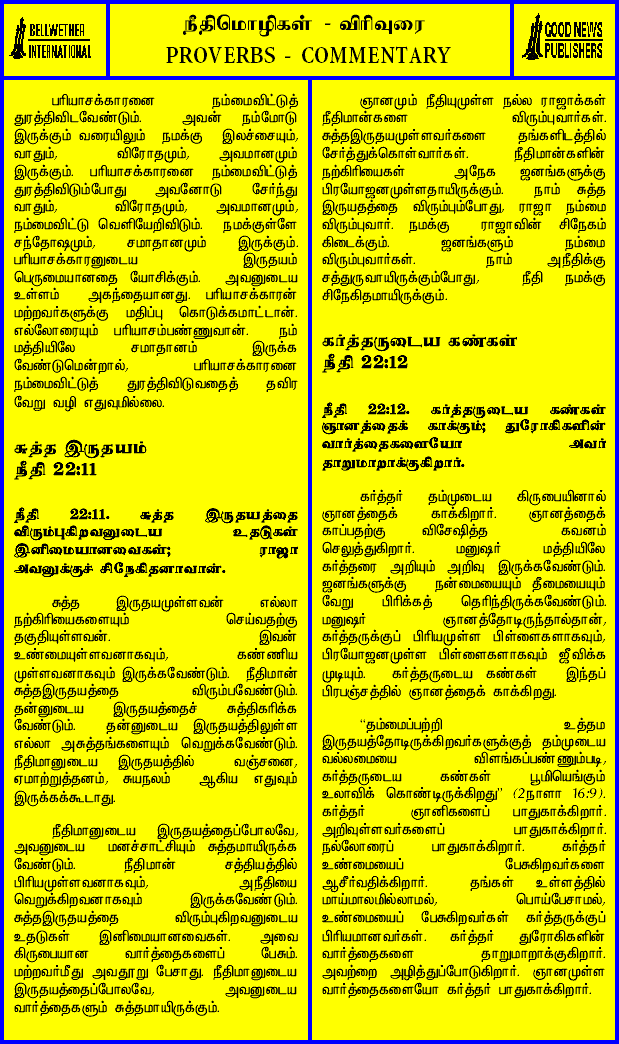 BELLWETHER
INTERNATIONAL
நீதிமொழிகள் - விரிவுரை
PROVERBS - COMMENTARY
GOOD NEWS
PUBLISHERS
பரியாசக்காரனை நம்மைவிட்டுத்
துரத்திவிடவேண்டும். அவன் நம்மோடு
இருக்கும் வரையிலும் நமக்கு இலச்சையும்,
வாதும், விரோதமும், அவமானமும்
இருக்கும். பரியாசக்காரனை நம்மைவிட்டுத்
துரத்திவிடும்போது அவனோடு சேர்ந்து
வாதும், விரோதமும், அவமானமும்,
நம்மைவிட்டு வெளியேறிவிடும். நமக்குள்ளே
சந்தோஷமும், சமாதானமும் இருக்கும்.
பரியாசக்காரனுடைய இருதயம்
பெருமையானதை யோசிக்கும். அவனுடைய
உள்ளம் அகந்தையானது. பரியாசக்காரன்
மற்றவர்களுக்கு மதிப்பு கொடுக்கமாட்டான்.
எல்லோரையும் பரியாசம்பண்ணுவான். நம்
மத்தியிலே சமாதானம் இருக்க
வேண்டுமென்றால், பரியாசக்காரனை
நம்மைவிட்டுத் துரத்திவிடுவதைத் தவிர
வேறு வழி எதுவுமில்லை.
சுத்த இருதயம்
நீதி 22:11
நீதி 22:11. சுத்த இருதயத்தை
விரும்புகிறவனுடைய உதடுகள்
இனிமையானவைகள்; ராஜா
அவனுக்குச் சிநேகிதனாவான்.
சுத்த இருதயமுள்ளவன் எல்லா
நற்கிரியைகளையும் செய்வதற்கு
தகுதியுள்ளவன். இவன்
உண்மையுள்ளவனாகவும், கண்ணிய
முள்ளவனாகவும் இருக்கவேண்டும். நீதிமான்
சுத்தஇருதயத்தை விரும்பவேண்டும்.
தன்னுடைய இருதயத்தைச் சுத்திகரிக்க
வேண்டும். தன்னுடைய இருதயத்திலுள்ள
எல்லா அசுத்தங்களையும் வெறுக்கவேண்டும்.
நீதிமானுடைய இருதயத்தில் வஞ்சனை,
ஏமாற்றுத்தனம், சுயநலம் ஆகிய எதுவும்
இருக்கக்கூடாது.
நீதிமானுடைய இருதயத்தைப்போலவே,
அவனுடைய மனச்சாட்சியும் சுத்தமாயிருக்க
வேண்டும். நீதிமான் சத்தியத்தில்
பிரியமுள்ளவனாகவும், அநீதியை
வெறுக்கிறவனாகவும் இருக்கவேண்டும்.
சுத்தஇருதயத்தை விரும்புகிறவனுடைய
உதடுகள் இனிமையானவைகள். அவை
கிருபையான வார்த்தைகளைப் பேசும்.
மற்றவர்மீது அவதூறு பேசாது. நீதிமானுடைய
இருதயத்தைப்போலவே, அவனுடைய
வார்த்தைகளும் சுத்தமாயிருக்கும்.
ஞானமும் நீதியுமுள்ள நல்ல ராஜாக்கள்
நீதிமான்களை விரும்புவார்கள்.
சுத்தஇருதயமுள்ளவர்களை தங்களிடத்தில்
சேர்த்துக்கொள்வார்கள். நீதிமான்களின்
நற்கிரியைகள் அநேக ஜனங்களுக்கு
பிரயோஜனமுள்ளதாயிருக்கும். நாம் சுத்த
இருயதத்தை விரும்பும்போது, ராஜா நம்மை
விரும்புவார். நமக்கு ராஜாவின் சிநேகம்
கிடைக்கும். ஜனங்களும் நம்மை
விரும்புவார்கள். நாம் அநீதிக்கு
சத்துருவாயிருக்கும்போது, நீதி நமக்கு
சிநேகிதமாயிருக்கும்.
கர்த்தருடைய கண்கள்
நீதி 22:12
நீதி 22:12. கர்த்தருடைய கண்கள்
ஞானத்தைக் காக்கும்; துரோகிகளின்
வார்த்தைகளையோ அவர்
தாறுமாறாக்குகிறார்.
கர்த்தர் தம்முடைய கிருபையினால்
ஞானத்தைக் காக்கிறார். ஞானத்தைக்
காப்பதற்கு விசேஷித்த கவனம்
செலுத்துகிறார். மனுஷர் மத்தியிலே
கர்த்தரை அறியும் அறிவு இருக்கவேண்டும்.
ஜனங்களுக்கு நன்மையையும் தீமையையும்
வேறு பிரிக்கத் தெரிந்திருக்கவேண்டும்.
மனுஷர் ஞானத்தோடிருந்தால்தான்,
கர்த்தருக்குப் பிரியமுள்ள பிள்ளைகளாகவும்,
பிரயோஜனமுள்ள பிள்ளைகளாகவும் ஜீவிக்க
முடியும். கர்த்தருடைய கண்கள் இந்தப்
பிரபஞ்சத்தில் ஞானத்தைக் காக்கிறது.
“தம்மைப்பற்றி உத்தம
இருதயத்தோடிருக்கிறவர்களுக்குத் தம்முடைய
வல்லமையை விளங்கப்பண்ணும்படி,
கர்த்தருடைய கண்கள் பூமியெங்கும்
உலாவிக் கொண்டிருக்கிறது” (2நாளா 16:9).
கர்த்தர் ஞானிகளைப் பாதுகாக்கிறார்.
அறிவுள்ளவர்களைப் பாதுகாக்கிறார்.
நல்லோரைப் பாதுகாக்கிறார். கர்த்தர்
உண்மையைப் பேசுகிறவர்களை
ஆசீர்வதிக்கிறார். தங்கள் உள்ளத்தில்
மாய்மாலமில்லாமல், பொய்பேசாமல்,
உண்மையைப் பேசுகிறவர்கள் கர்த்தருக்குப்
பிரியமானவர்கள். கர்த்தர் துரோகிகளின்
வார்த்தைகளை தாறுமாறாக்குகிறார்.
அவற்றை அழித்துப்போடுகிறார். ஞானமுள்ள
வார்த்தைகளையோ கர்த்தர் பாதுகாக்கிறார்.